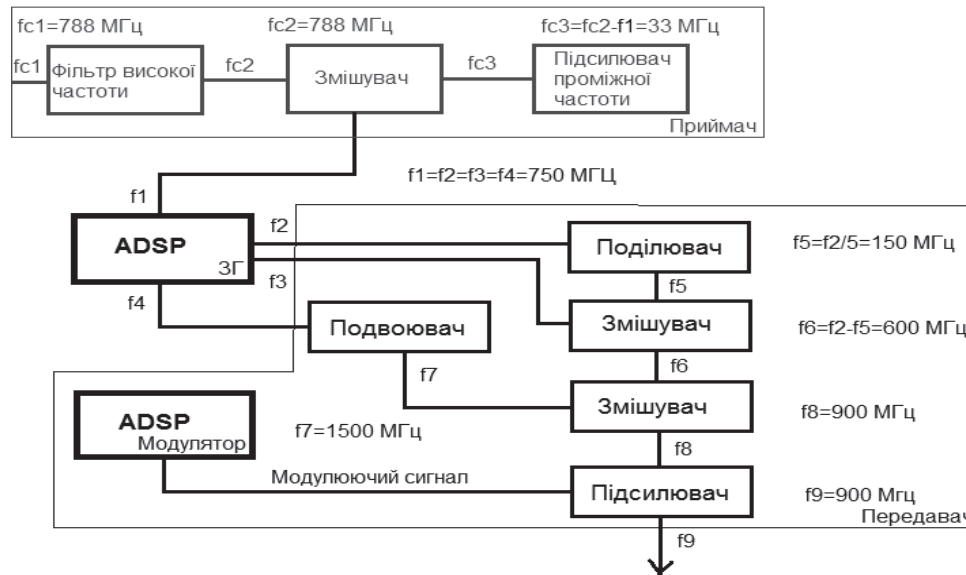 fc1=788 МГц
fc2=788 МГц
fc3=fc2-f1=33 МГц
fc1
Фільтр високої
частоти
fc2
Змішувач
fc3
Підсилювач
проміжної
частоти
Приймач
f1=f2=f3=f4=750 МГЦ
f1
ADSP
ЗГ
f2
f3
f4
Поділювач
f5=f2/5=150 МГц
f5
Подвоювач
Змішувач
f6=f2-f5=600 МГц
f6
f7
Змішувач
f8=900 МГц
ADSP
Модулятор
f7=1500 МГц
f8
Модулюючий сигнал
Підсилювач
f9=900 Мгц
Передавач
f9